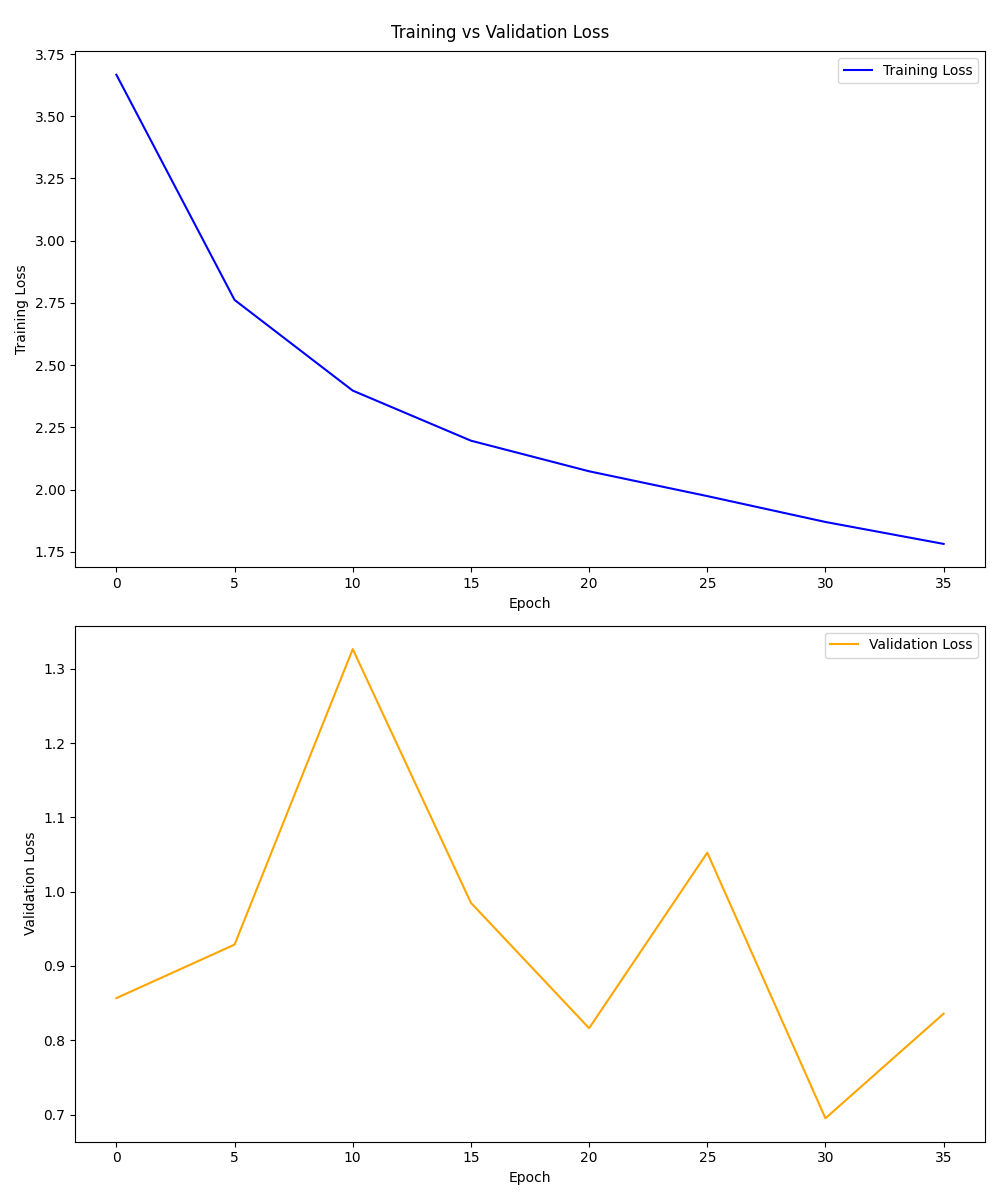 Training vs Validation Loss
3.75
3.50
3.25
3.00
2.75
2.50
2.25
2.00
1.75
Training Loss
Training Loss
0 5 10 15 20 25 30 35
Epoch
1.3
1.2
1.1
1.0
0.9
0.8
0.7
Validation Loss
Validation Loss
0 5 10 15 20 25 30 35
Epoch